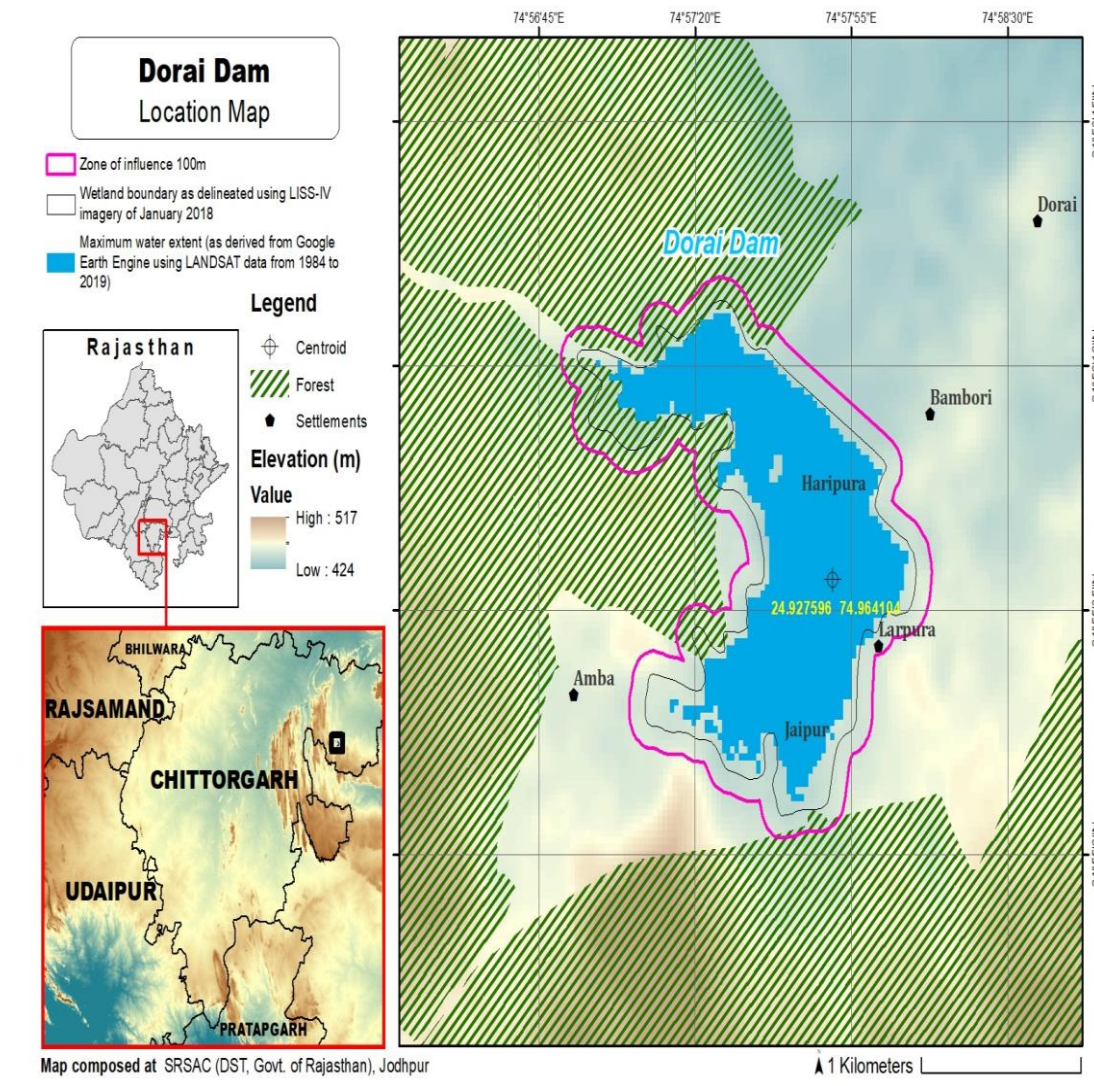 74°56'45"E
74°57'20"E
74°57'55"E
74°58'30"E
Dorai Dam
Location Map
Zone of influence 100m
Wetland boundary as delineated using LISS-IV
imagery of January 2018
Maximum water extent (as derived from Google
Earth Engine using LANDSAT data from 1984 to
2019)
Legend
Centroid
Forest
Settlements
Elevation (m)
Value
High : 517
Low : 424
Rajasthan
BHILWARA
RAJSAMAND
CHITTORGARH
UDAIPUR
PRATAPGARH
Dorai Dam
Dorai
Bambori
Haripura
24.927596 74.964104
Larpura
Amba
Jaipur
Map composed at SRSAC (DST, Govt. of Rajasthan), Jodhpur
1 Kilometers